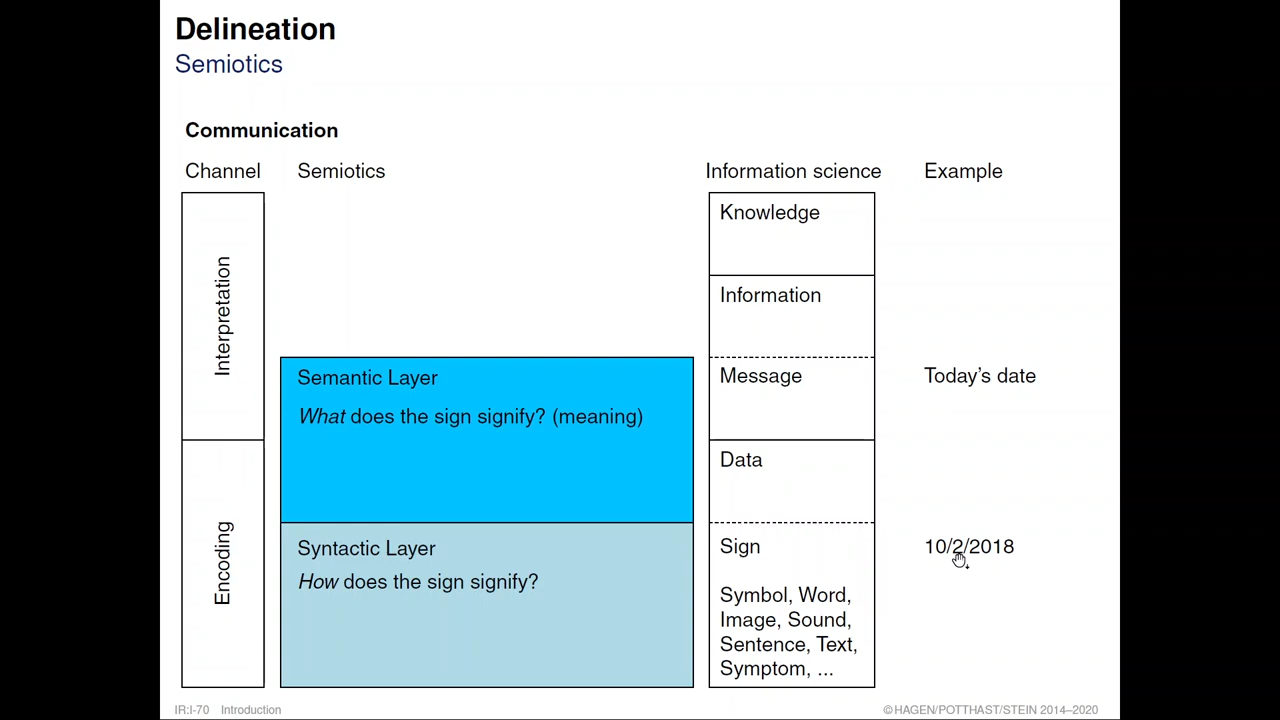 Delineation
Semiotics
Communication
Channel
Semiotics
Information science
Example
Interpretation
Encoding
Semantic Layer
What does the sign signify? (meaning)
Syntactic Layer
How does the sign signify?
Knowledge
Information
Message
Data
Sign
Symbol, Word,
Image, Sound,
Sentence, Text,
Symptom, ...
Today's date
10/2/2018
IR:I-70 Introduction
©HAGEN/POTTHAST/STEIN 2014–2020